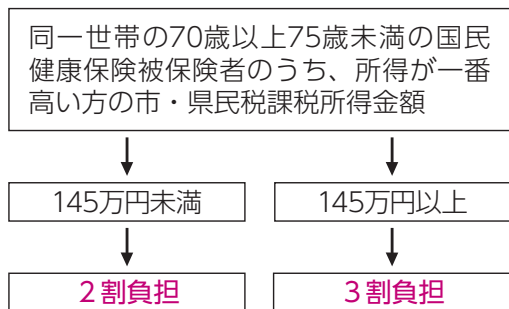 同一世帯の70歳以上75歳未満の国民
健康保険被保険者のうち、所得が一番
高い方の市・県民税課税所得金額
145万円未満
145万円以上
２割負担
３割負担